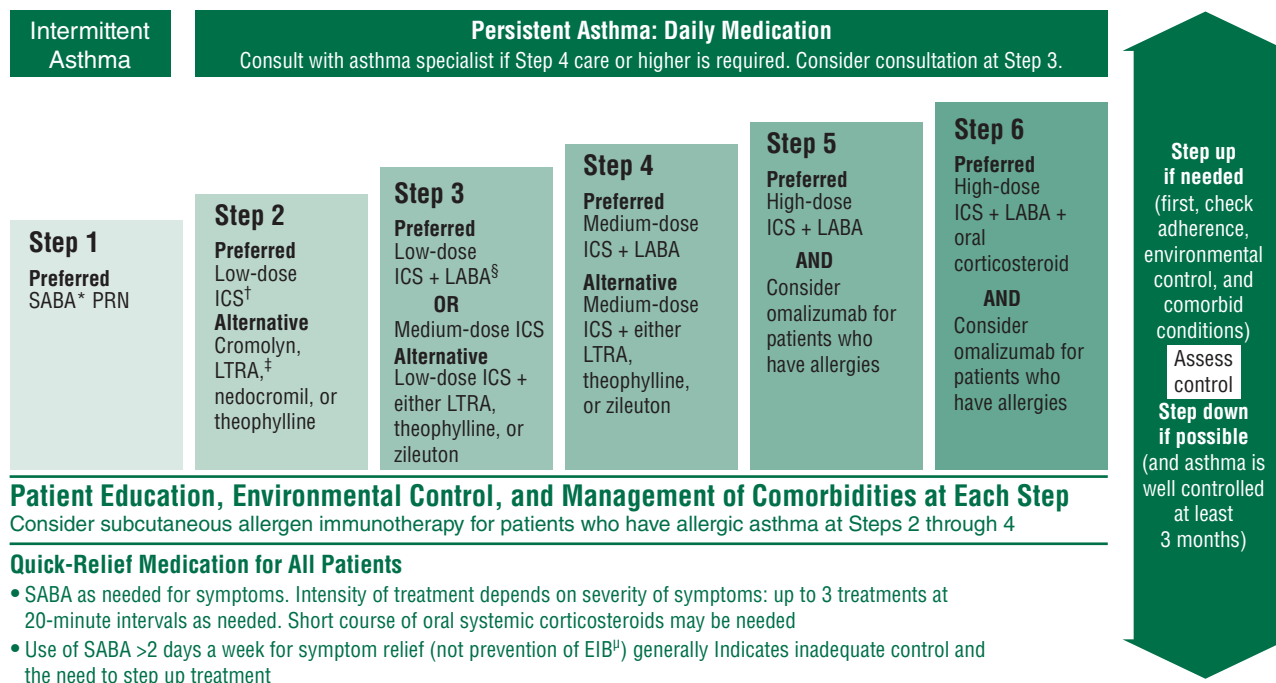 Intermittent
Asthma
Persistent Asthma: Daily Medication
Consult with asthma specialist if Step 4 care or higher is required. Consider consultation at Step 3.
Step 1
Preferred
SABA* PRN
Step 2
Preferred
Low-dose
ICS†
Alternative
Cromolyn,
LTRA,‡
nedocromil, or
theophylline
Step 3
Preferred
Low-dose
ICS + LABA§
OR
Medium-dose ICS
Alternative
Low-dose ICS +
either LTRA,
theophylline, or
zileuton
Step 4
Preferred
Medium-dose
ICS + LABA
Alternative
Medium-dose
ICS + either
LTRA,
theophylline,
or zileuton
Step 5
Preferred
High-dose
ICS + LABA
AND
Consider
omalizumab for
patients who
have allergies
Step 6
Preferred
High-dose
ICS + LABA +
oral
corticosteroid
AND
Consider
omalizumab for
patients who
have allergies
Step up
if needed
(first, check
adherence,
environmental
control, and
comorbid
conditions)
Assess
control
Step down
if possible
(and asthma is
well controlled
at least
3 months)
Patient Education, Environmental Control, and Management of Comorbidities at Each Step
Consider subcutaneous allergen immunotherapy for patients who have allergic asthma at Steps 2 through 4
Quick-Relief Medication for All Patients
• SABA as needed for symptoms. Intensity of treatment depends on severity of symptoms: up to 3 treatments at
20-minute intervals as needed. Short course of oral systemic corticosteroids may be needed
• Use of SABA >2 days a week for symptom relief (not prevention of EIBµ) generally Indicates inadequate control and
the need to step up treatment